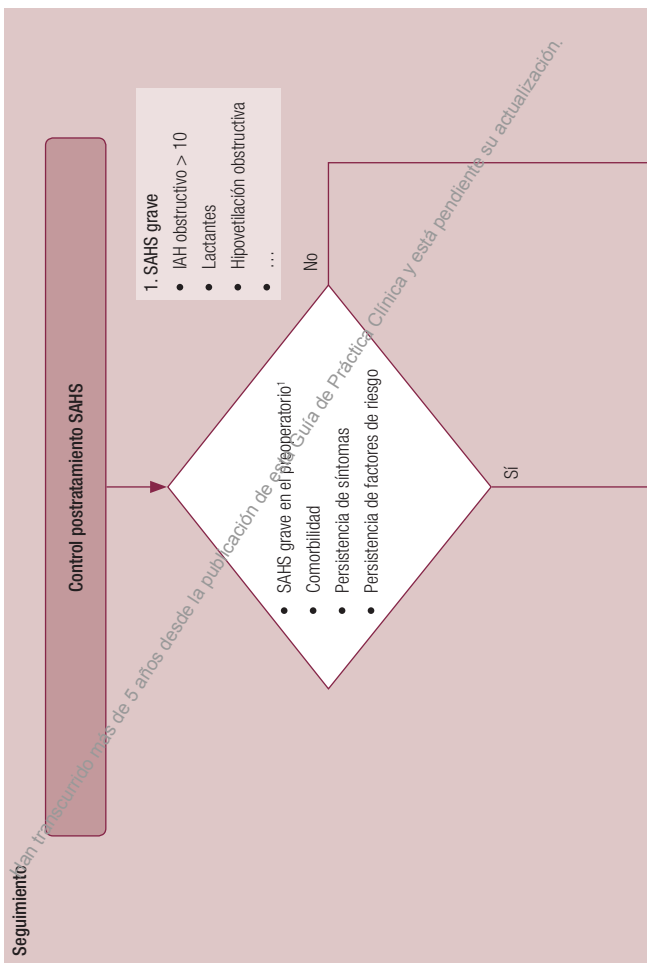 Seguimiento
Control postratamiento SAHS
1. SAHS grave
● IAH obstructivo > 10
● Lactantes
● Hipovetilación obstructiva
● …
● SAHS grave en el preoperatorio¹
● Comorbilidad
● Persistencia de síntomas
● Persistencia de factores de riesgo
No
Sí
Han transcurrido más de 5 años desde la publicación de esta Guía de Práctica Clínica y está pendiente su actualización.